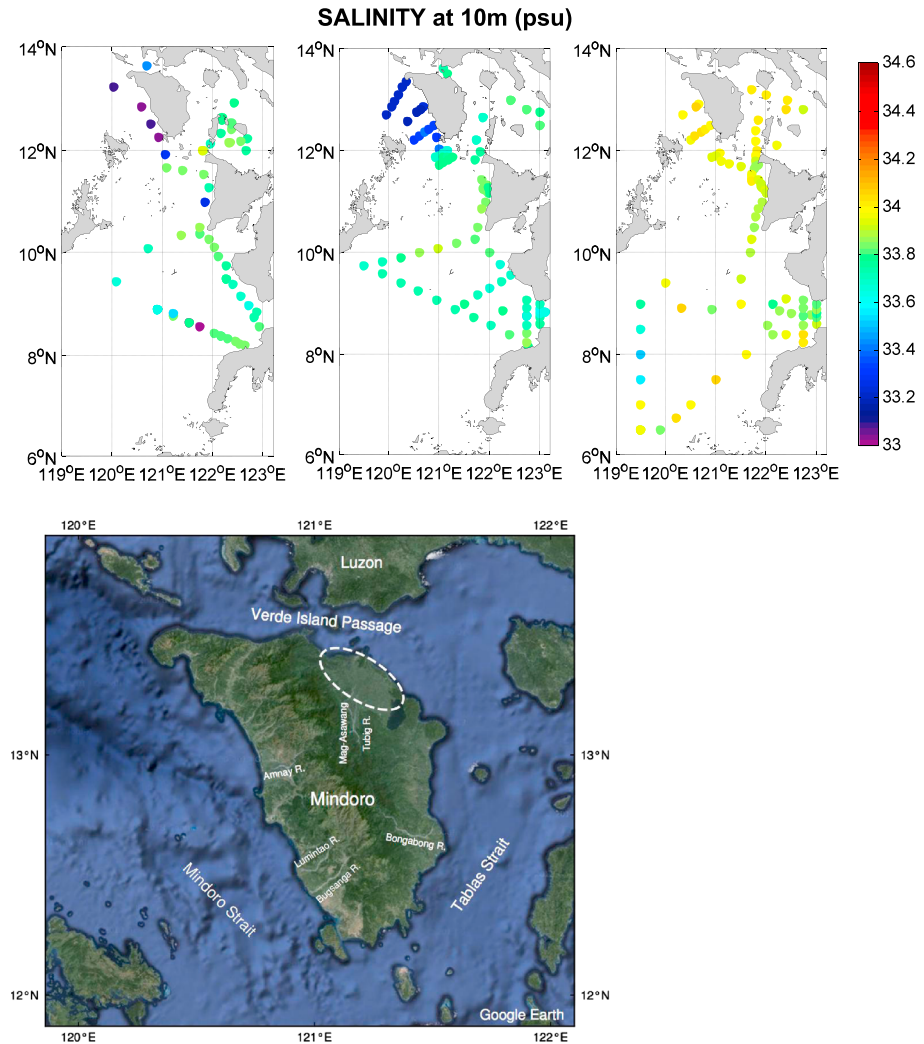 SALINITY at 10m (psu)
14°N
12°N
10°N
8°N
6°N
119°E 120°E 121°E 122°E 123°E
14°N
12°N
10°N
8°N
6°N
119°E 120°E 121°E 122°E 123°E
14°N
12°N
10°N
8°N
6°N
119°E 120°E 121°E 122°E 123°E
34.6
34.4
34.2
34
33.8
33.6
33.4
33.2
33
120°E 121°E 122°E
Luzon
Verde Island Passage
Mag-Asawang
Tubig R.
13°N 13°N
Amnay R.
Mindoro
Bongabong R.
Lumintao R.
Bugsanga R.
Mindoro Strait
Tablas Strait
12°N 12°N
Google Earth
120°E 121°E 122°E